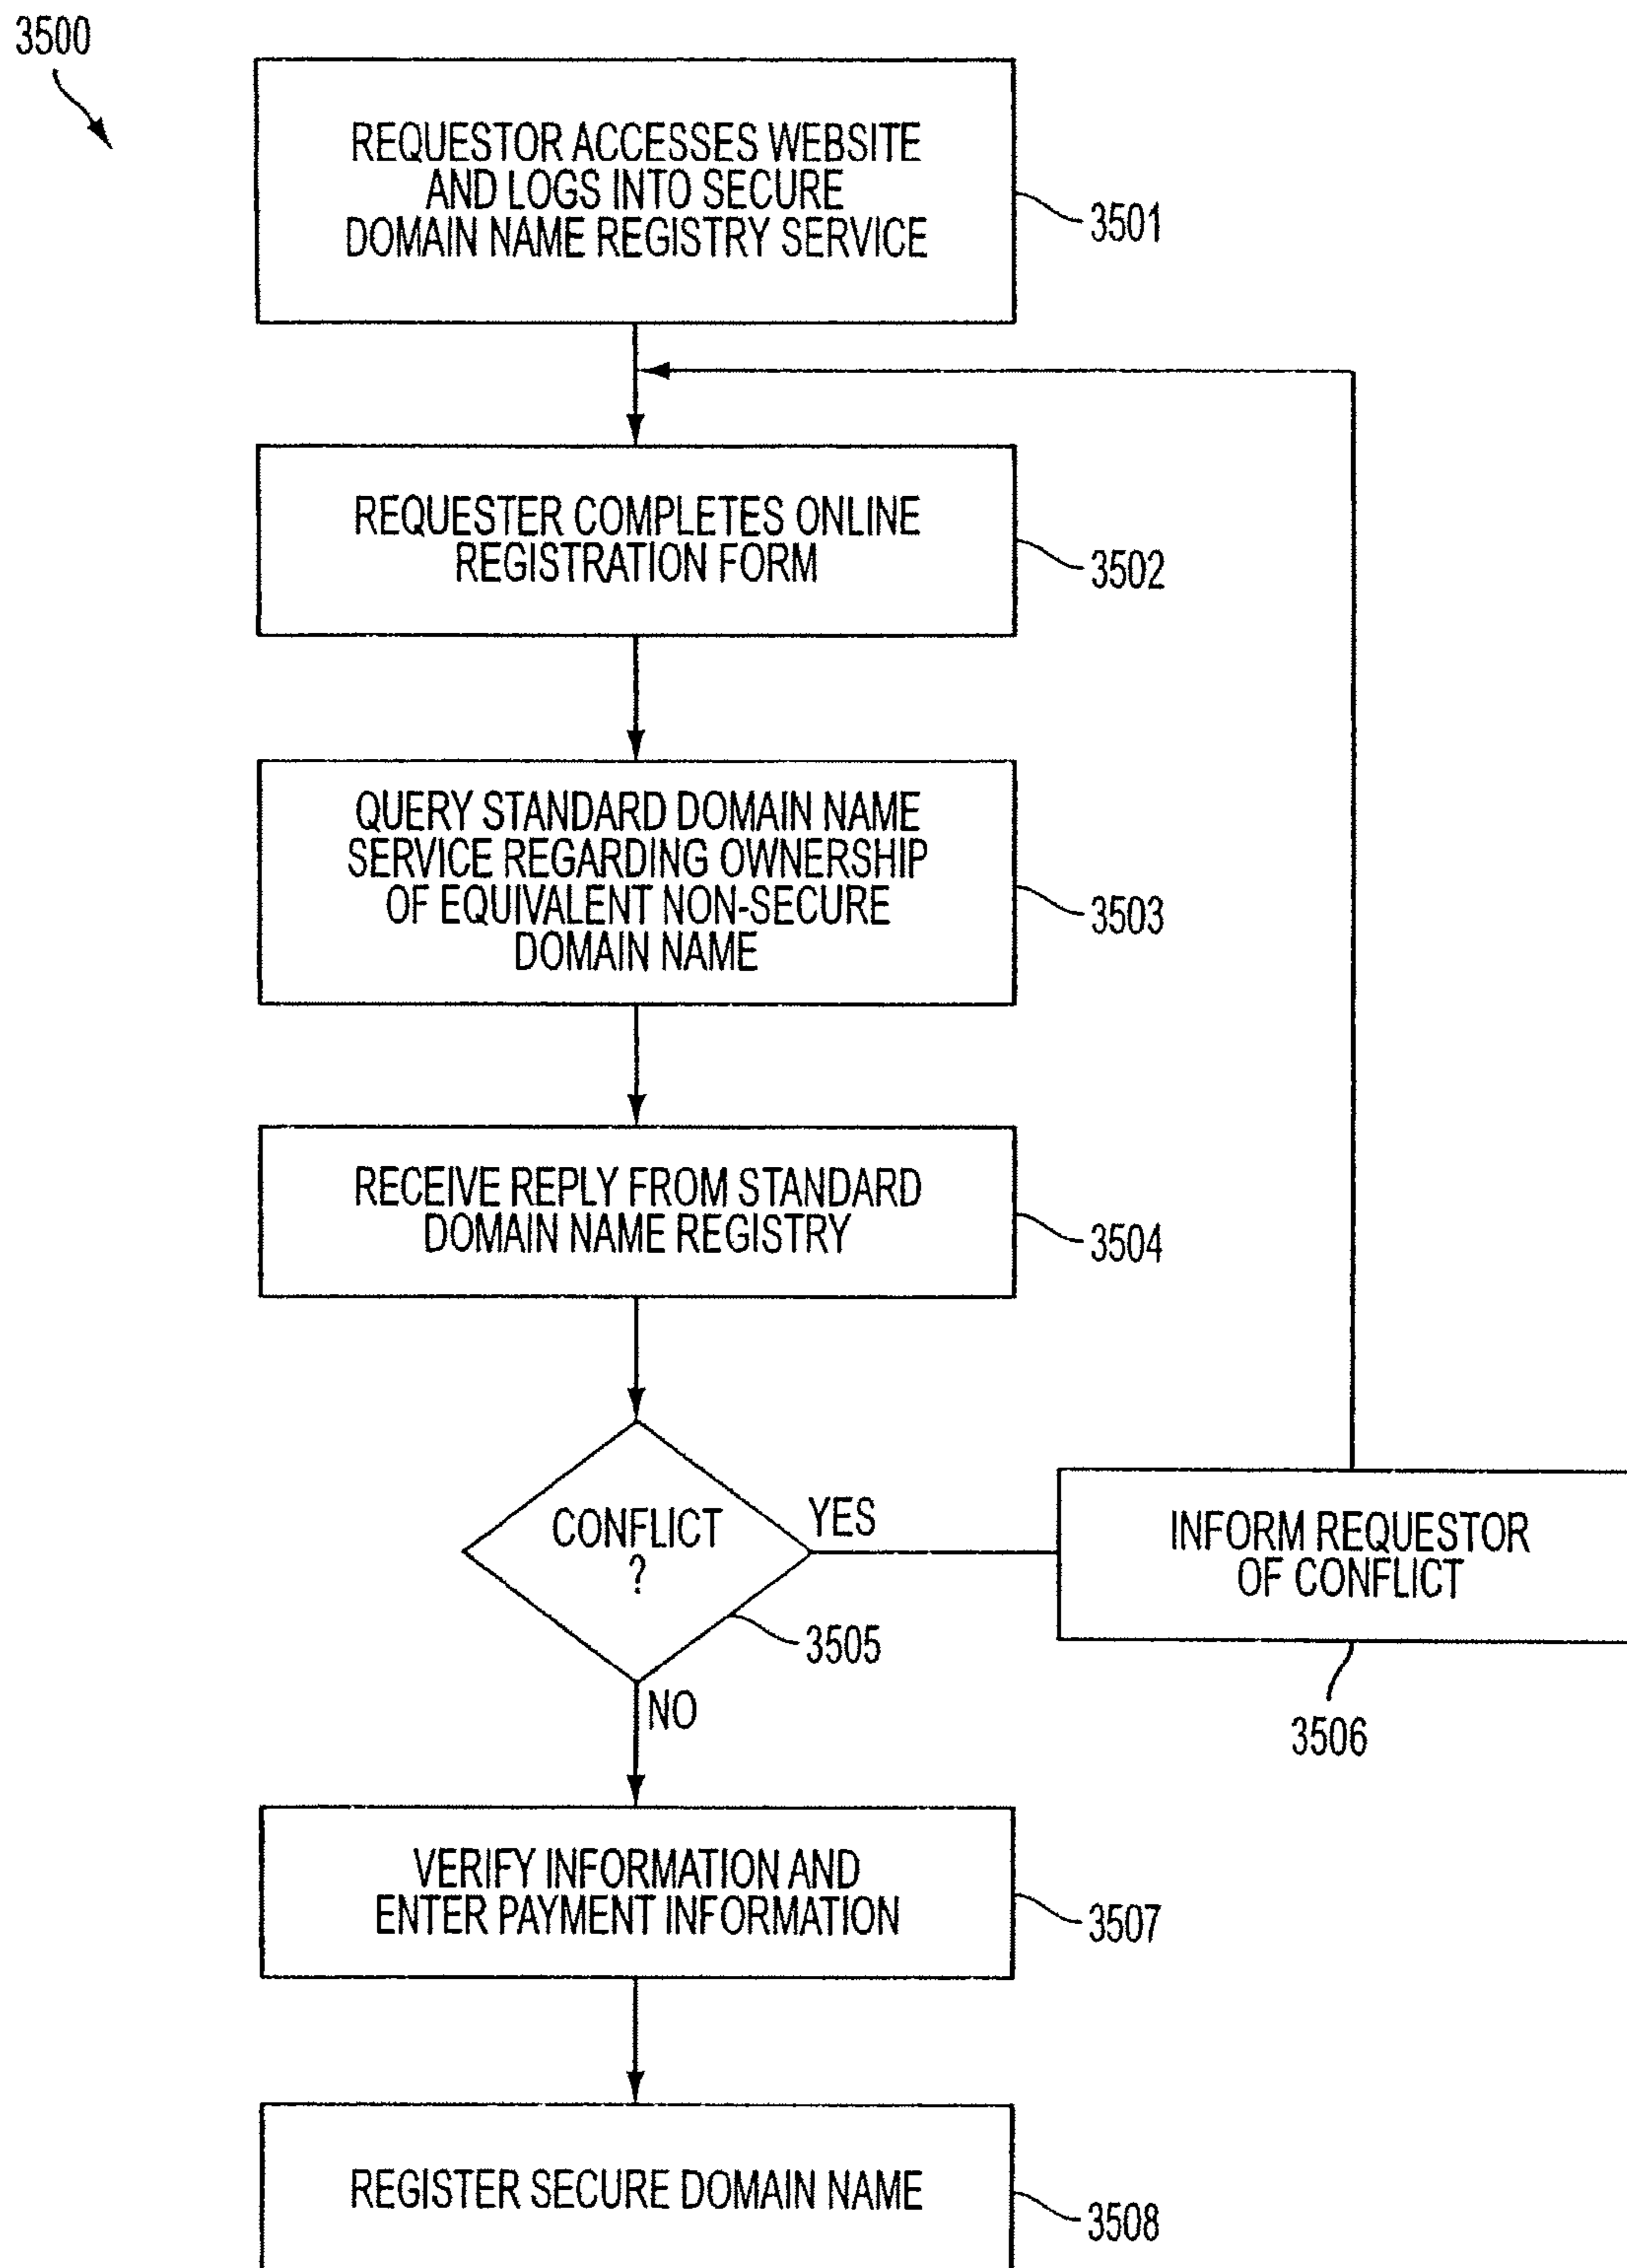 3500
REQUESTOR ACCESSES WEBSITE
AND LOGS INTO SECURE
DOMAIN NAME REGISTRY SERVICE
3501
REQUESTER COMPLETES ONLINE
REGISTRATION FORM
3502
QUERY STANDARD DOMAIN NAME
SERVICE REGARDING OWNERSHIP
OF EQUIVALENT NON-SECURE
DOMAIN NAME
3503
RECEIVE REPLY FROM STANDARD
DOMAIN NAME REGISTRY
3504
CONFLICT
?
YES
3505
INFORM REQUESTOR
OF CONFLICT
3506
NO
VERIFY INFORMATION AND
ENTER PAYMENT INFORMATION
3507
REGISTER SECURE DOMAIN NAME
3508